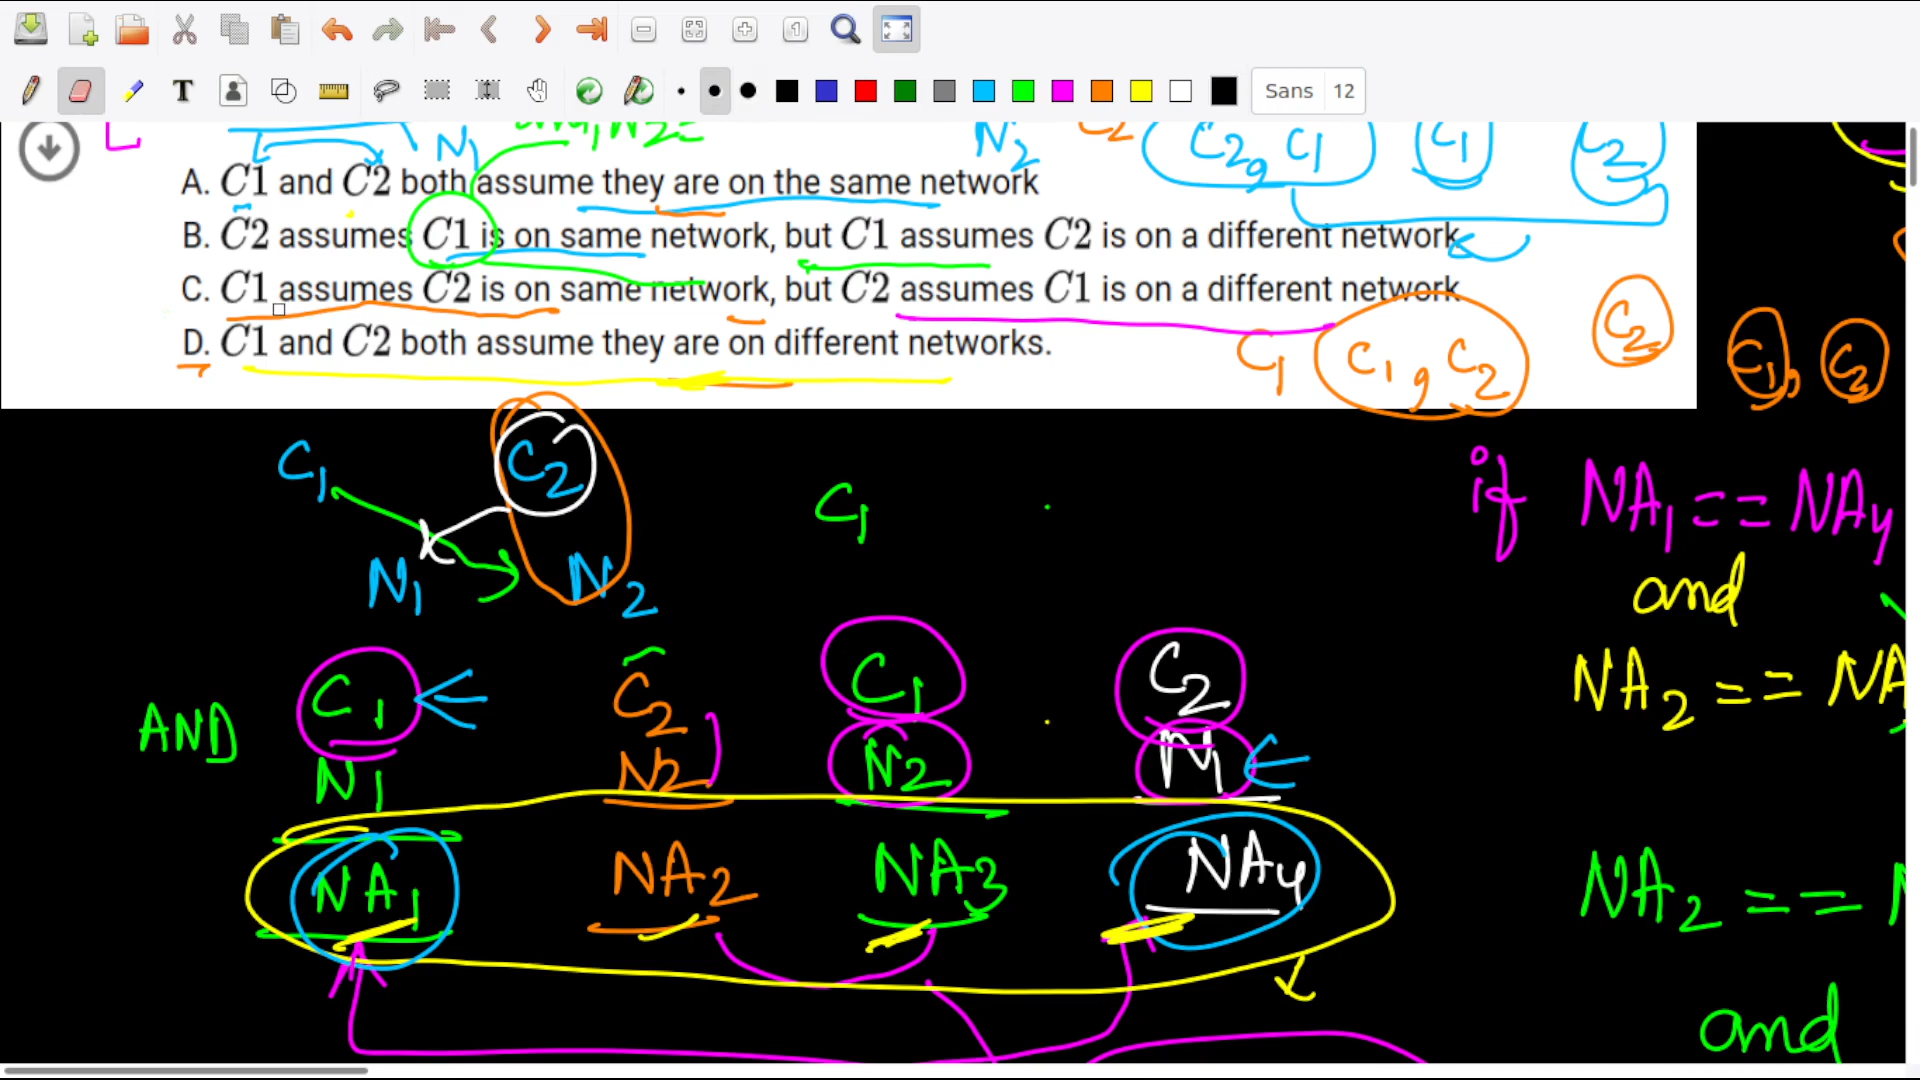 Sans 12
N1 N2 C2 C2, C1 C1 C2
A. C1 and C2 both assume they are on the same network
B. C2 assumes C1 is on same network, but C1 assumes C2 is on a different network
C. C1 assumes C2 is on same network, but C2 assumes C1 is on a different network
D. C1 and C2 both assume they are on different networks.
C1 C1, C2 C2 C1, C2
C1 C2 C1
if NA1 == NA4
N1 N2
and
AND C1 C2 C1 C2
NA2 == NA
N1 N2 N2 N1
NA1 NA2 NA3 NA4
NA2 ==
and